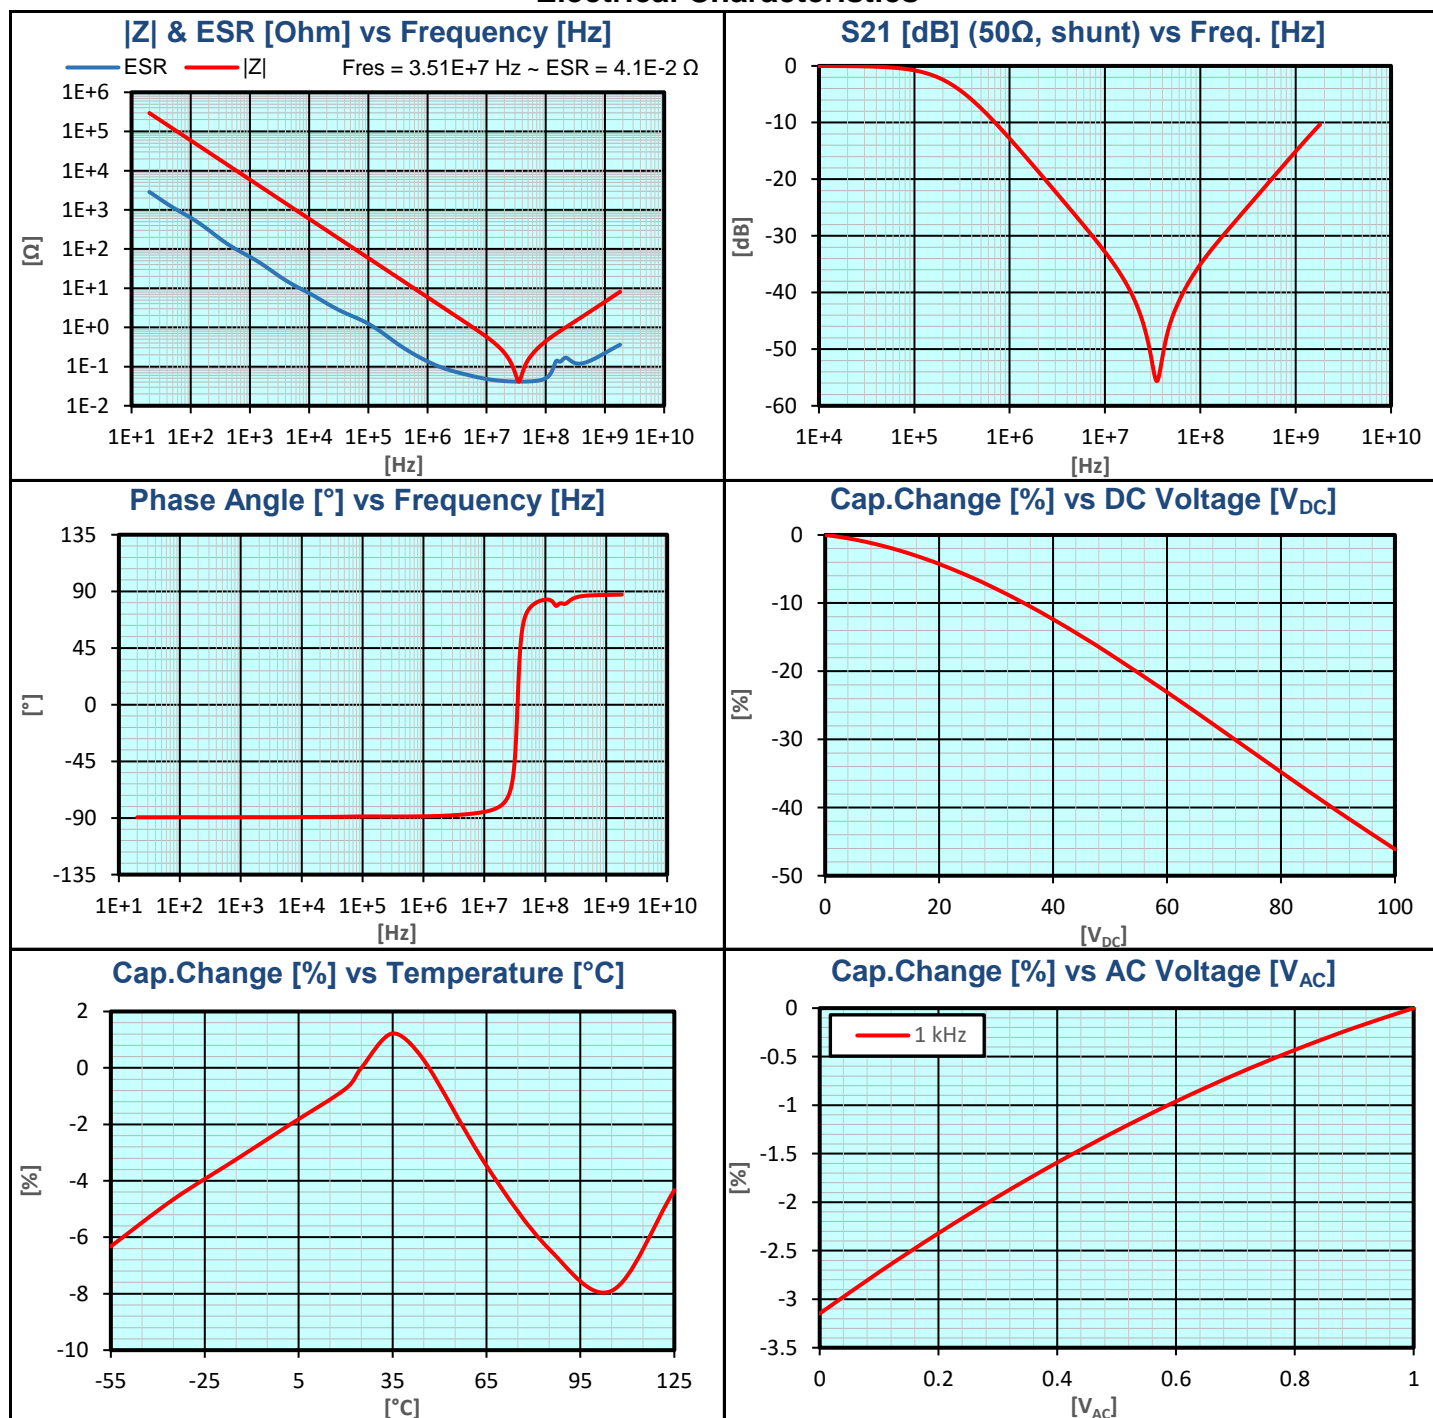 Electrical Characteristics
|Z| & ESR [Ohm] vs Frequency [Hz]
ESR |Z| Fres = 3.51E+7 Hz ~ ESR = 4.1E-2 Ω
1E+6
1E+5
1E+4
1E+3
1E+2
1E+1
1E+0
1E-1
1E-2
[Ω]
1E+1 1E+2 1E+3 1E+4 1E+5 1E+6 1E+7 1E+8 1E+9 1E+10
[Hz]
S21 [dB] (50Ω, shunt) vs Freq. [Hz]
0
-10
-20
-30
-40
-50
-60
[dB]
1E+4 1E+5 1E+6 1E+7 1E+8 1E+9 1E+10
[Hz]
Phase Angle [°] vs Frequency [Hz]
135
90
45
0
-45
-90
-135
[°]
1E+1 1E+2 1E+3 1E+4 1E+5 1E+6 1E+7 1E+8 1E+9 1E+10
[Hz]
Cap.Change [%] vs DC Voltage [VDC]
0
-10
-20
-30
-40
-50
[%]
0 20 40 60 80 100
[VDC]
Cap.Change [%] vs Temperature [°C]
2
0
-2
-4
-6
-8
-10
[%]
-55 -25 5 35 65 95 125
[°C]
Cap.Change [%] vs AC Voltage [VAC]
1 kHz
0
-0.5
-1
-1.5
-2
-2.5
-3
-3.5
[%]
0 0.2 0.4 0.6 0.8 1
[VAC]